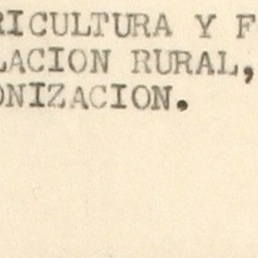 RICULTURA Y F
LACION RURAL,
ONIZACION.